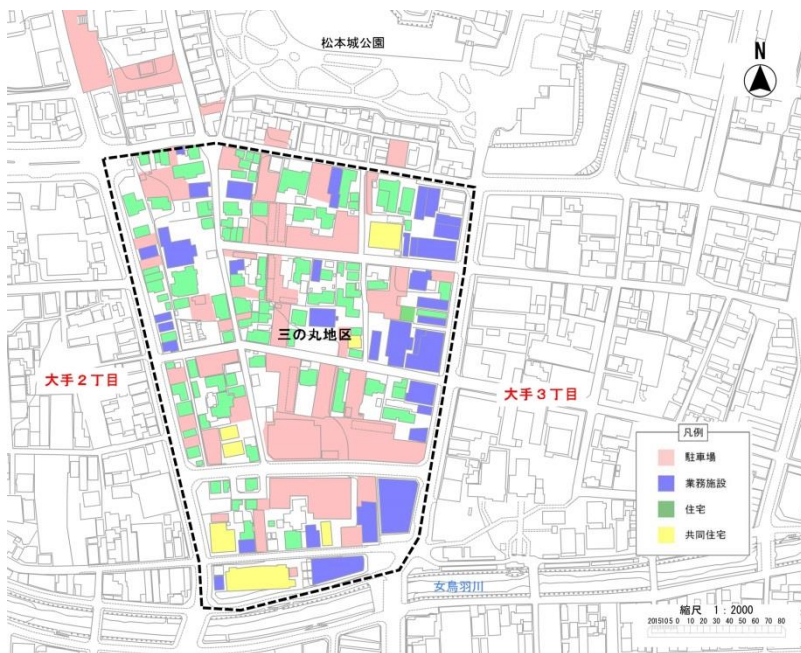 松本城公園
N
三の丸地区
大手２丁目
大手３丁目
凡例
駐車場
業務施設
住宅
共同住宅
女鳥羽川
縮尺 1：2000
2015105 0 10 20 30 40 50 60 70 80